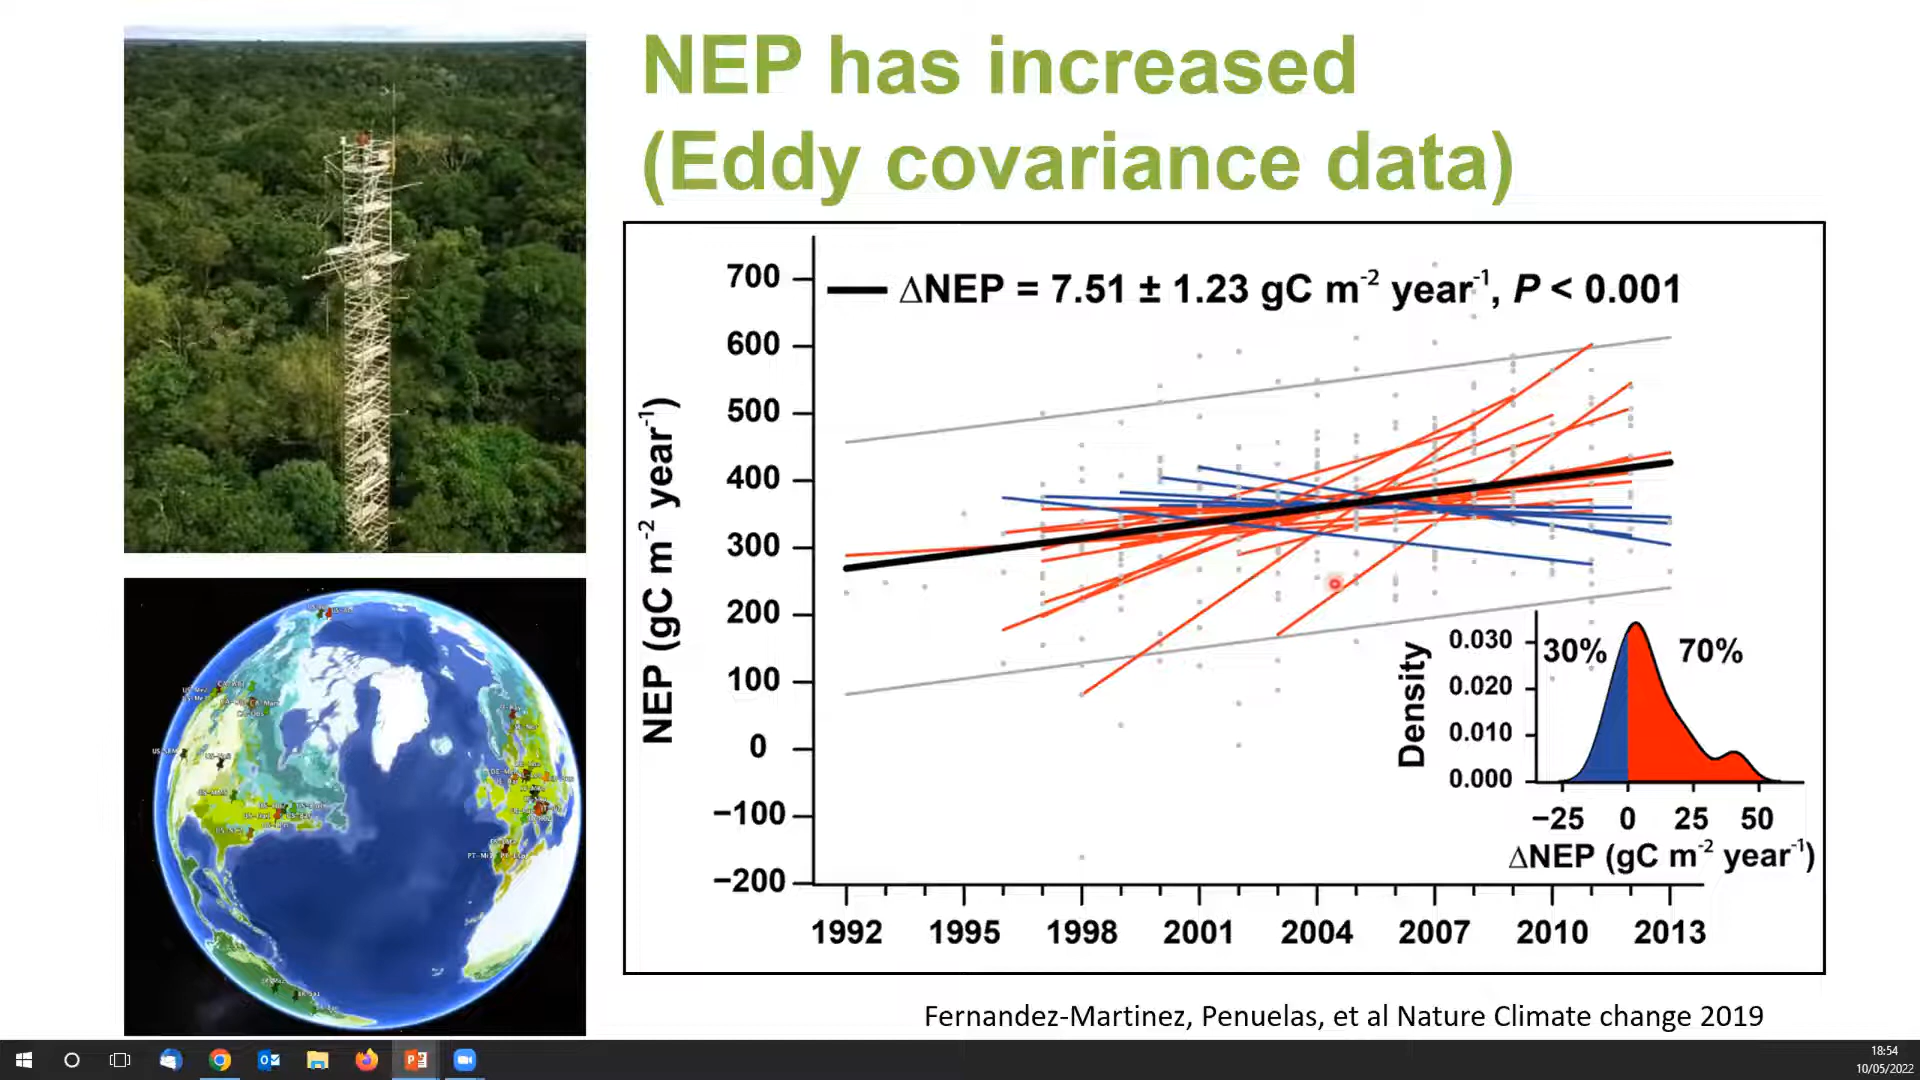 NEP has increased
(Eddy covariance data)
ΔNEP = 7.51 ± 1.23 gC m-2 year-1, P < 0.001
NEP (gC m-2 year-1)
700
600
500
400
300
200
100
0
−100
−200
1992 1995 1998 2001 2004 2007 2010 2013
30% 70%
Density
0.030
0.020
0.010
0.000
−25 0 25 50
ΔNEP (gC m-2 year-1)
Fernandez-Martinez, Penuelas, et al Nature Climate change 2019
18:54
10/05/2022